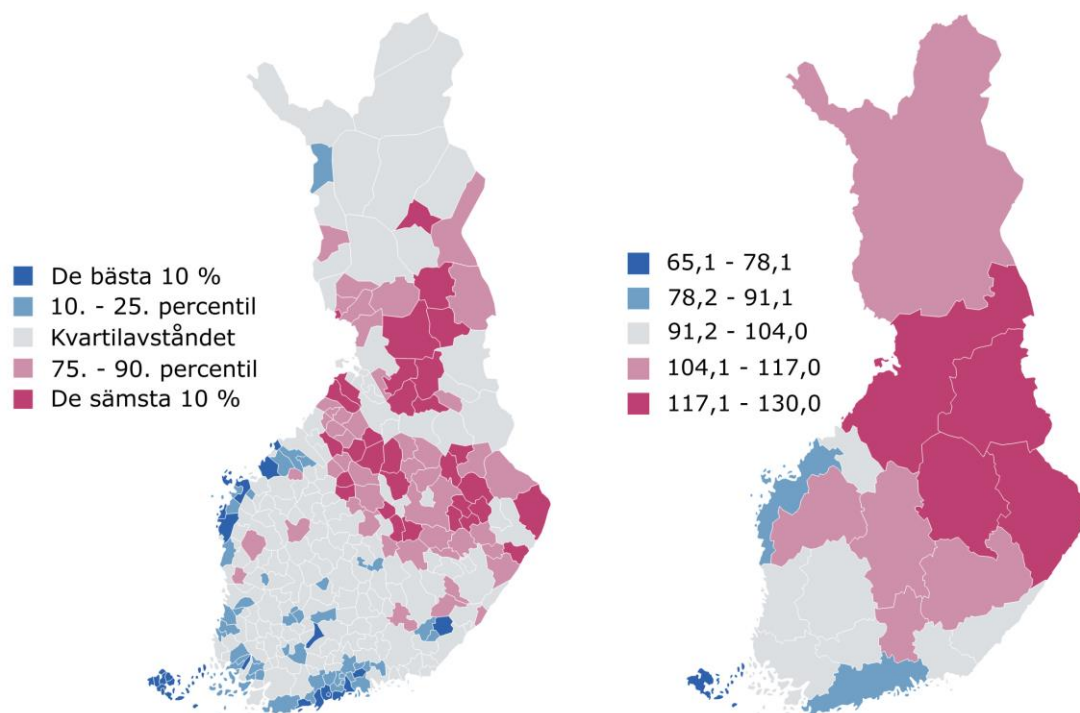 De bästa 10 %
10. - 25. percentil
Kvartilavståndet
75. - 90. percentil
De sämsta 10 %
65,1 - 78,1
78,2 - 91,1
91,2 - 104,0
104,1 - 117,0
117,1 - 130,0